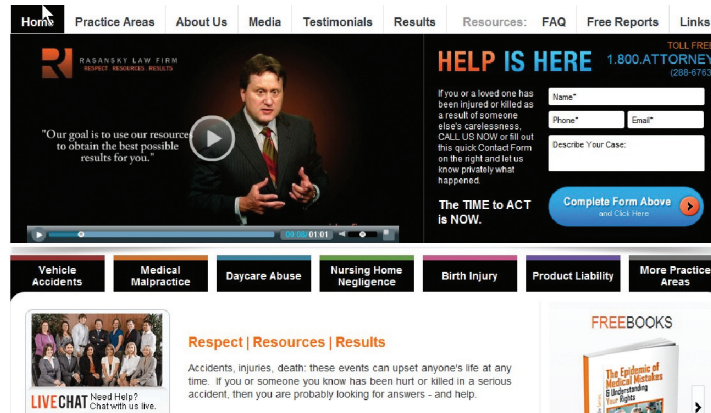 Home Practice Areas About Us Media Testimonials Results Resources: FAQ Free Reports Links
RASANSKY LAW FIRM
RESPECT. RESOURCES. RESULTS
"Our goal is to use our resources
to obtain the best possible
results for you."
01:01
HELP IS HERE
TOLL FREE
1.800.ATTORNEY
(288-6763
If you or a loved one has
been injured or killed as
a result of someone
else's carelessness,
CALL US NOW or fill out
this quick Contact Form
on the right and let us
know privately what
happened.
The TIME to ACT
is NOW.
Name*
Phone* Email*
Describe Your Case:
Complete Form Above
and Click Here
Vehicle
Accidents
Medical
Malpractice
Daycare Abuse
Nursing Home
Negligence
Birth Injury
Product Liability
More Practice
Areas
LIVECHAT Need Help?
Chat with us live.
Respect | Resources | Results
Accidents, injuries, death: these events can upset anyone's life at any
time. If you or someone you know has been hurt or killed in a serious
accident, then you are probably looking for answers - and help.
FREEBOOKS
The Epidemic of
Medical Mistakes
& Understanding
Your Rights